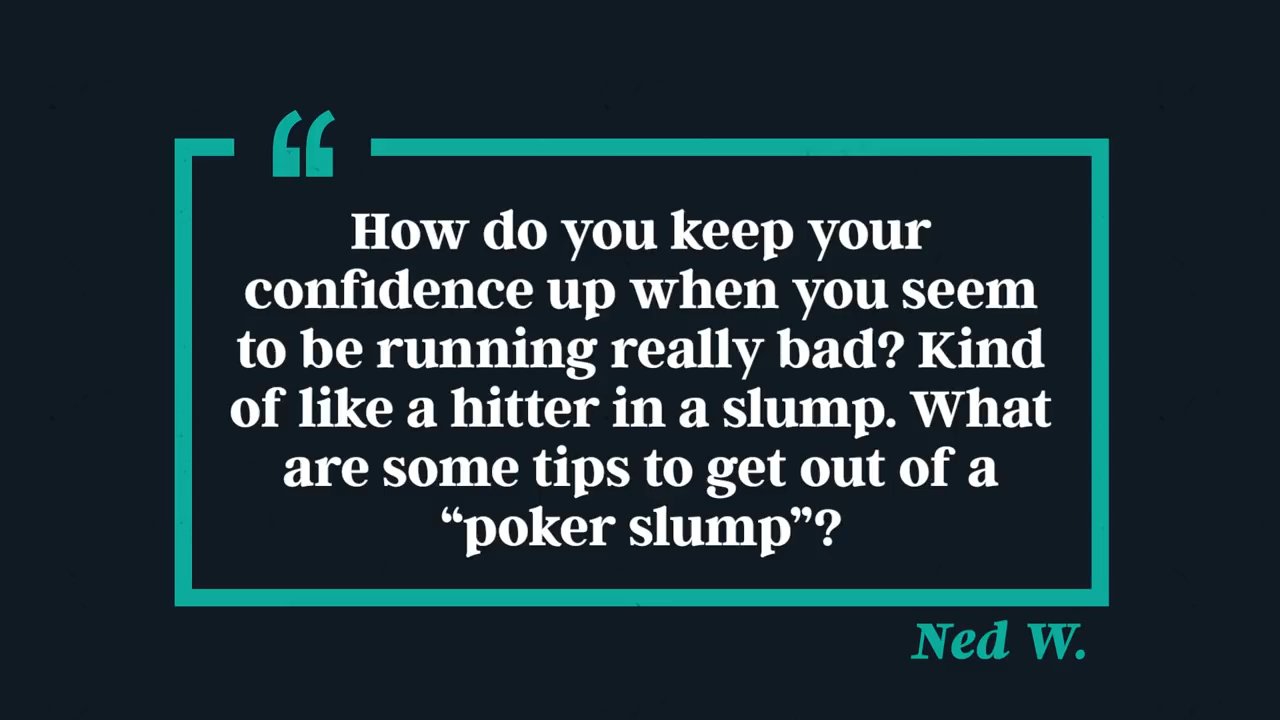 “
How do you keep your
confidence up when you seem
to be running really bad? Kind
of like a hitter in a slump. What
are some tips to get out of a
“poker slump”?
Ned W.